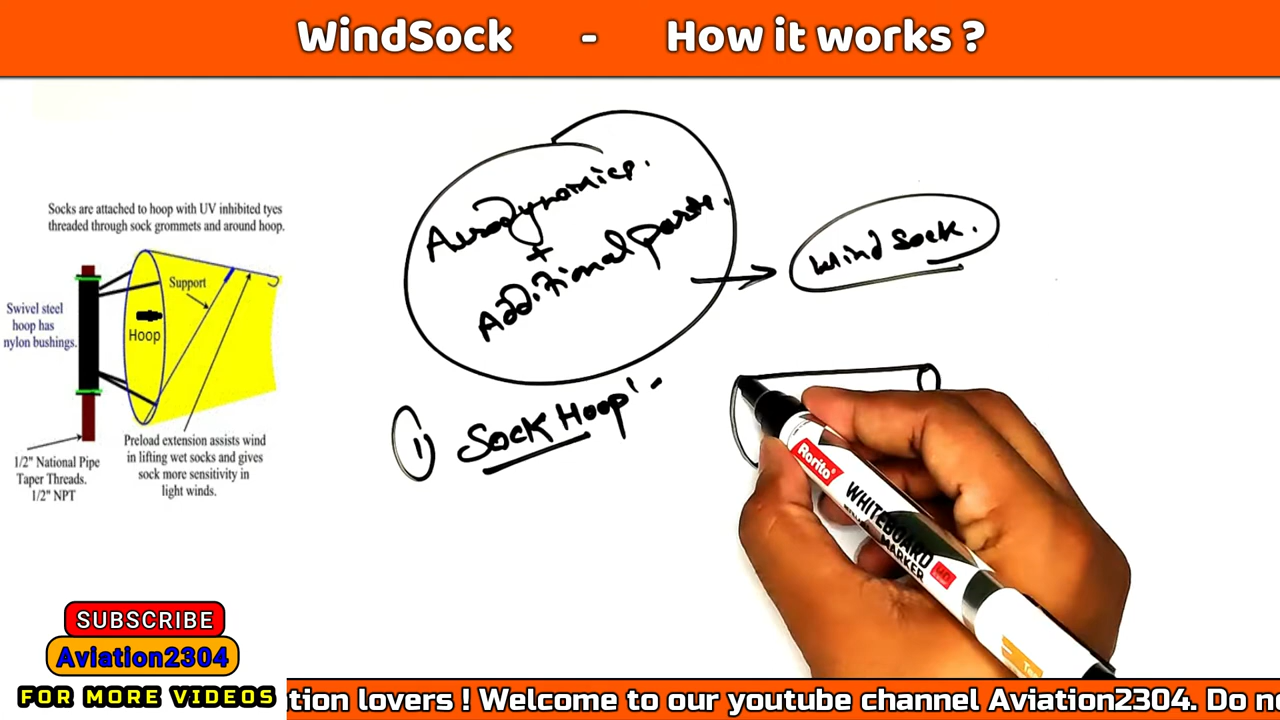 WindSock - How it works ?
Socks are attached to hoop with UV inhibited tyes
threaded through sock grommets and around hoop.
Support
Swivel steel
hoop has
nylon bushings.
Hoop
Preload extension assists wind
in lifting wet socks and gives
sock more sensitivity in
light winds.
1/2" National Pipe
Taper Threads.
1/2" NPT
Aerodynamics.
+
Additional parts.
Wind Sock.
1) Sock Hoop :-
Rorito
WHITEBOARD
MARKER
SUBSCRIBE
Aviation2304
FOR MORE VIDEOS
tion lovers ! Welcome to our youtube channel Aviation2304. Do n